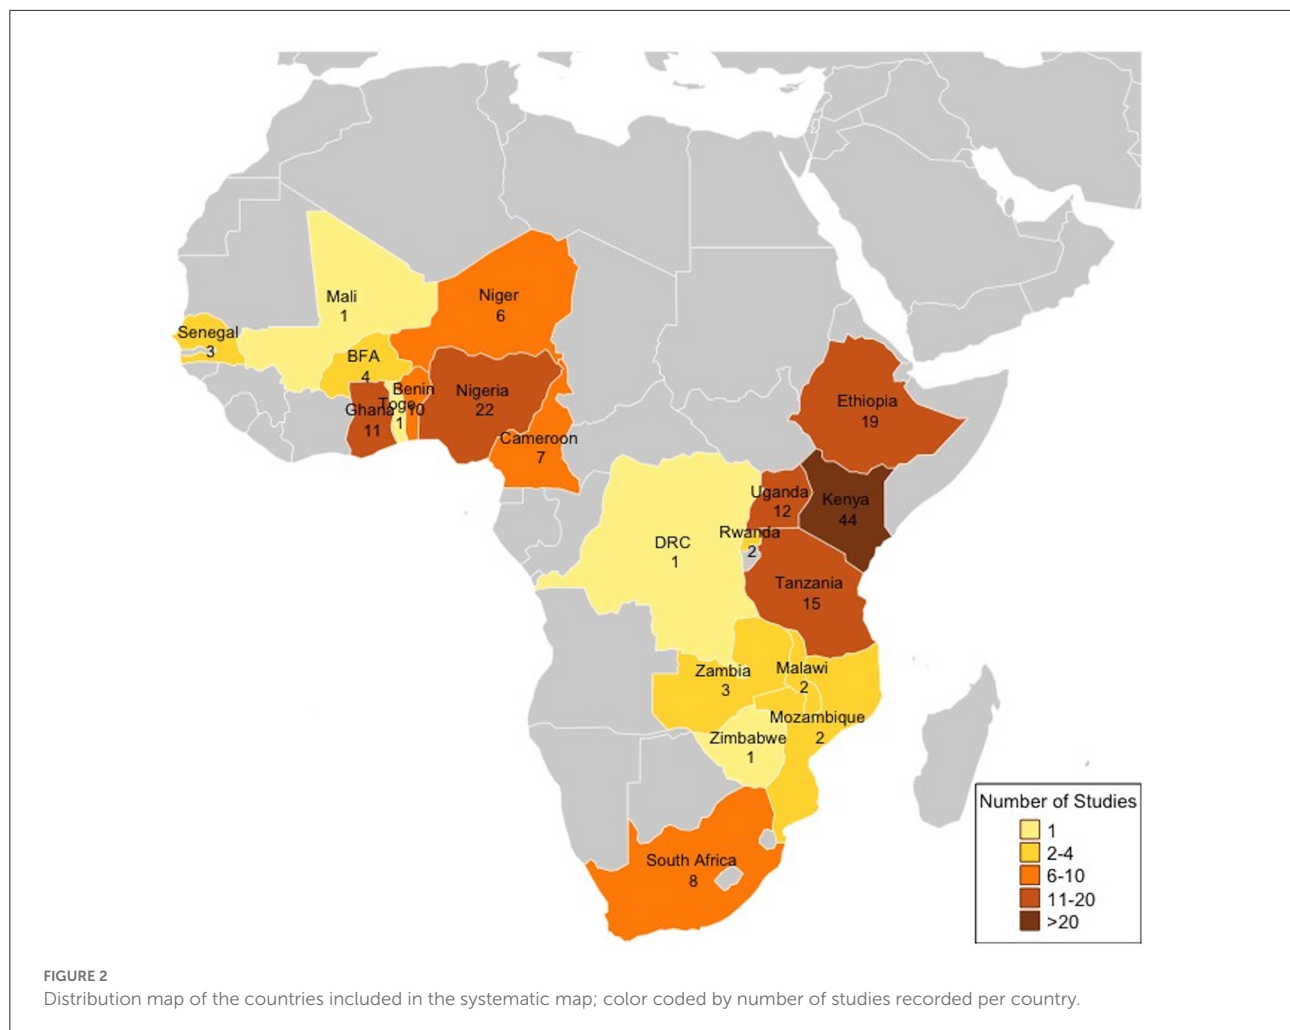 Mali
1
Niger
6
Senegal
3
BFA
4
Benin
10
Togo
1
Ghana
11
Nigeria
22
Cameroon
7
Ethiopia
19
Uganda
12
Kenya
44
Rwanda
2
DRC
1
Tanzania
15
Zambia
3
Malawi
2
Mozambique
2
Zimbabwe
1
South Africa
8
Number of Studies
1
2-4
6-10
11-20
>20
FIGURE 2
Distribution map of the countries included in the systematic map; color coded by number of studies recorded per country.